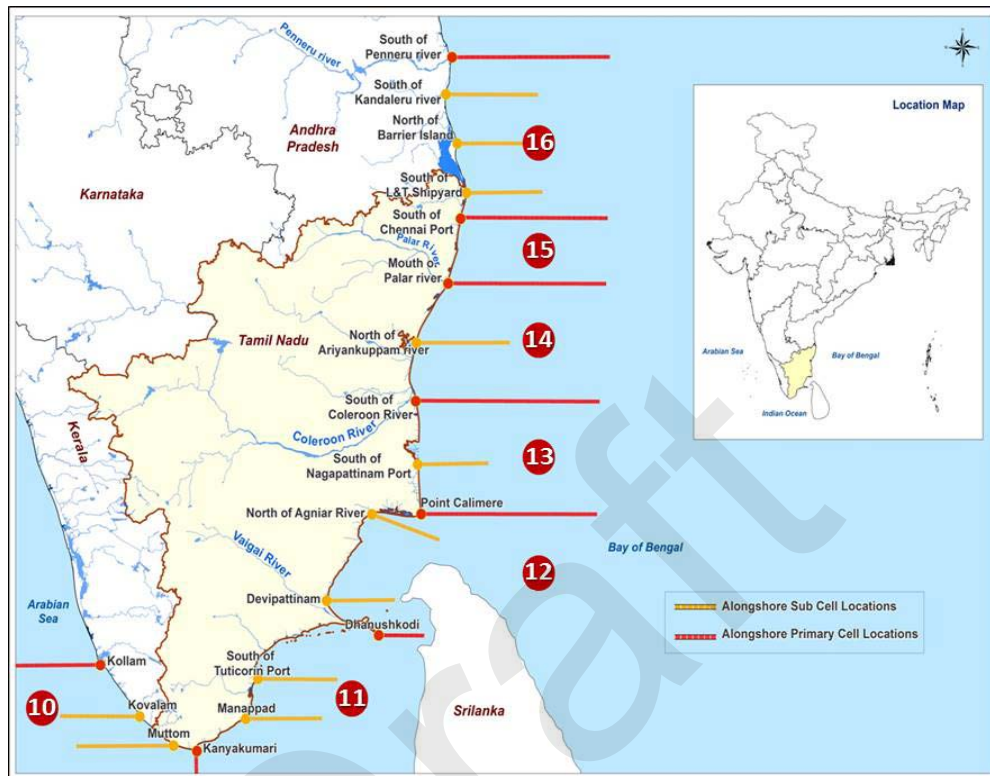 Penneru river
South of
Penneru river
South of
Kandaleru river
North of
Barrier Island
Andhra
Pradesh
16
Karnataka
South of
L&T Shipyard
South of
Chennai Port
Palar River
15
Mouth of
Palar river
Tamil Nadu
North of
Ariyankuppam river
14
South of
Coleroon River
Coleroon River
Kerala
South of
Nagapattinam Port
13
North of Agniar River
Point Calimere
Vaigai River
Bay of Bengal
12
Devipattinam
Arabian
Sea
Dhanushkodi
Kollam
South of
Tuticorin Port
10
11
Kovalam
Manappad
Muttom
Kanyakumari
Srilanka
Location Map
Arabian Sea
Bay of Bengal
Indian Ocean
Alongshore Sub Cell Locations
Alongshore Primary Cell Locations
Draft